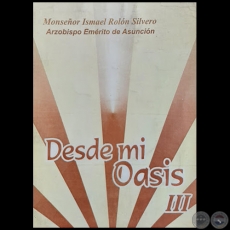 Monseñor Ismael Rolón Silvero
Arzobispo Emérito de Asunción
Desde mi
Oasis
III